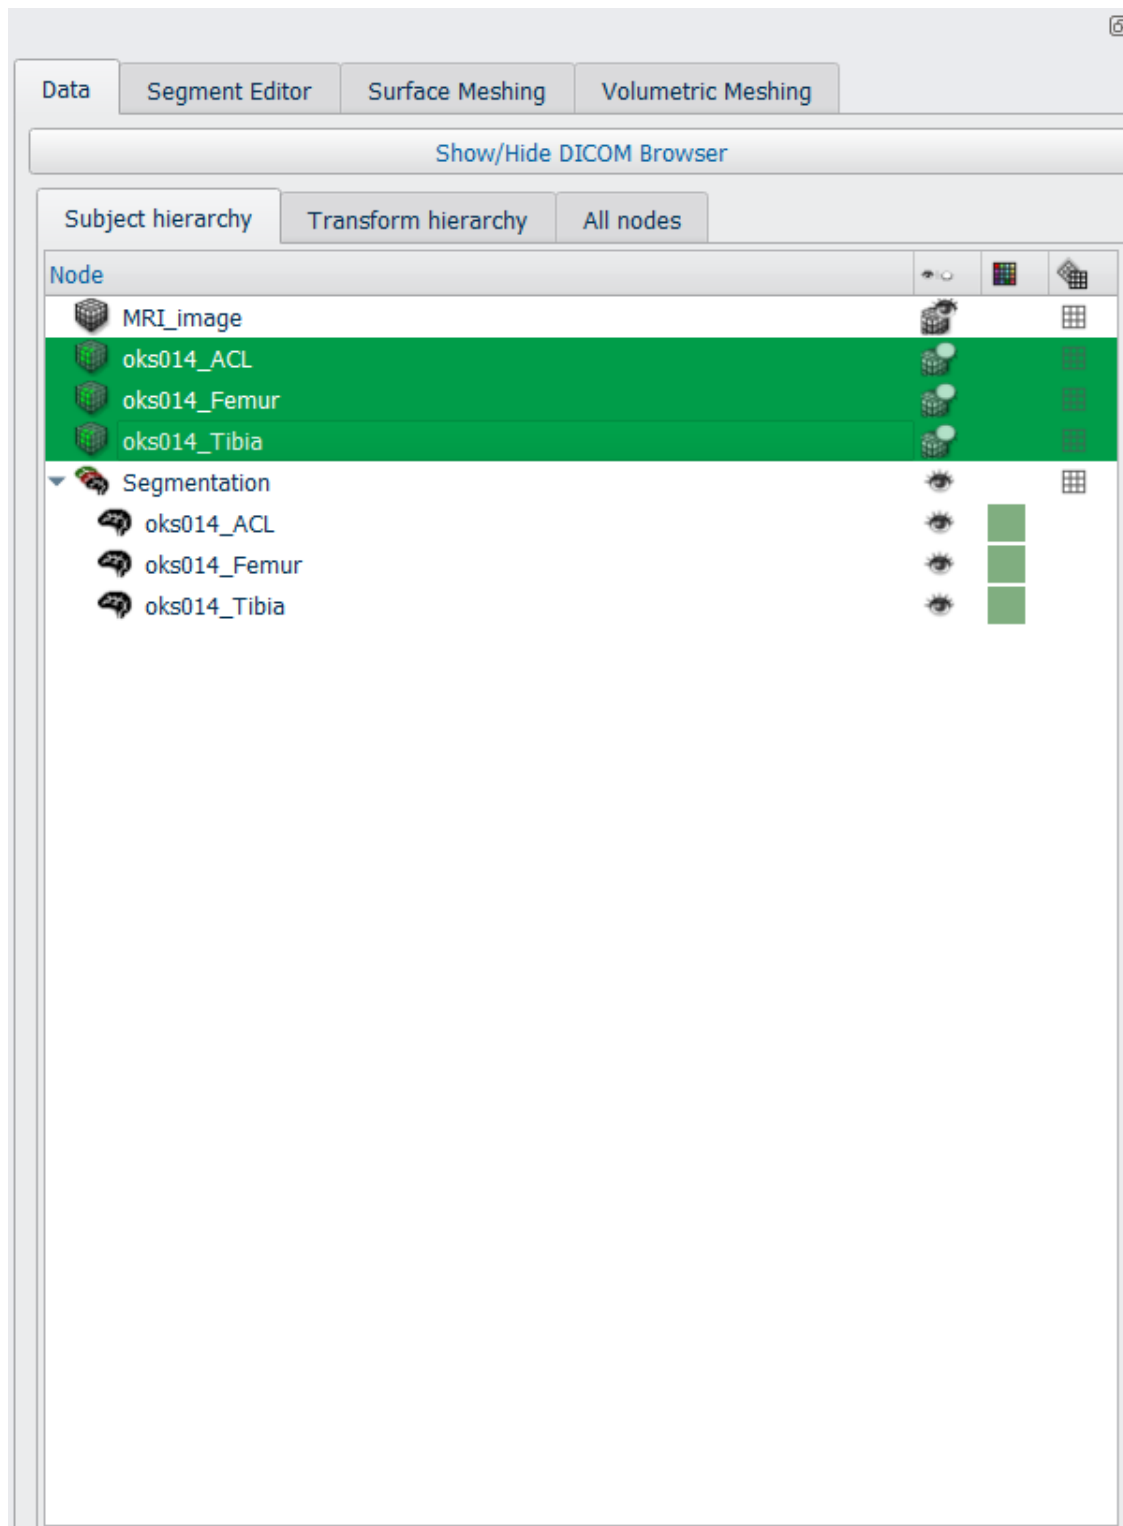 Data Segment Editor Surface Meshing Volumetric Meshing
Show/Hide DICOM Browser
Subject hierarchy Transform hierarchy All nodes
Node
MRI_image
oks014_ACL
oks014_Femur
oks014_Tibia
Segmentation
oks014_ACL
oks014_Femur
oks014_Tibia